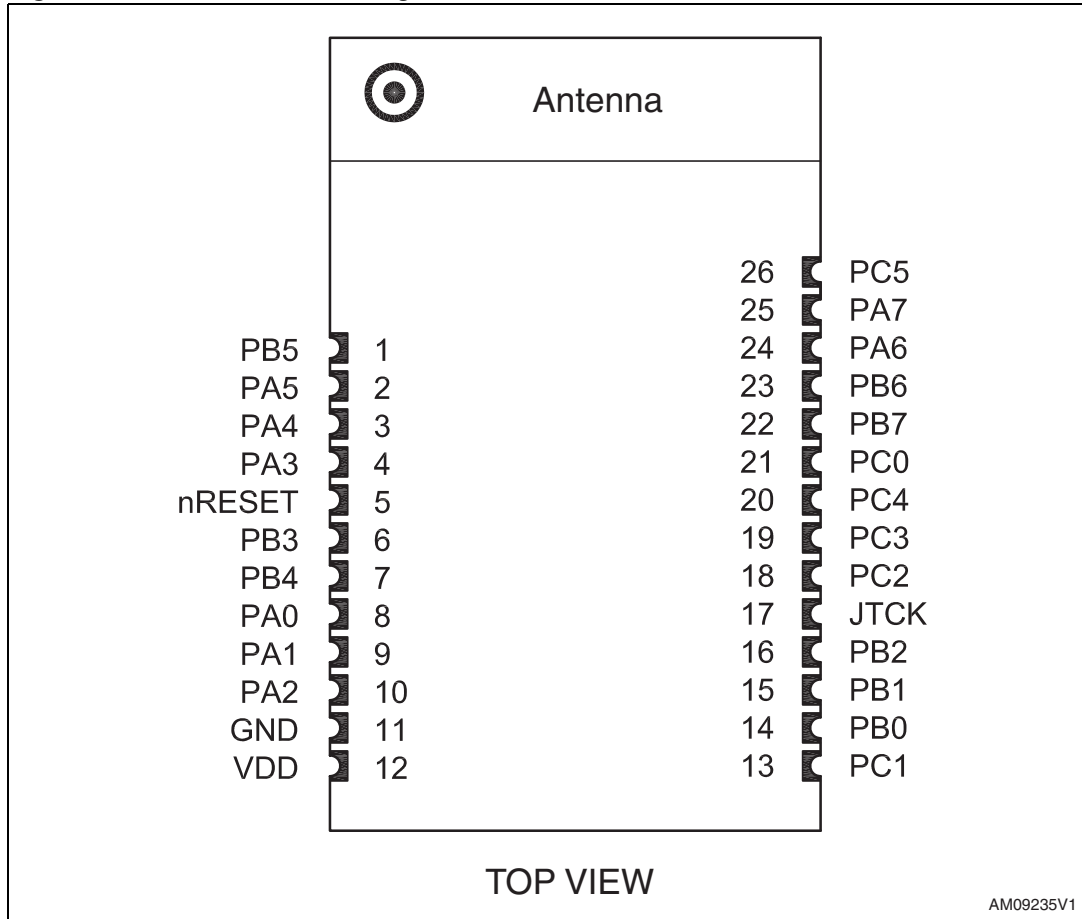 Antenna
26 PC5
25 PA7
PB5 1 24 PA6
PA5 2 23 PB6
PA4 3 22 PB7
PA3 4 21 PC0
nRESET 5 20 PC4
PB3 6 19 PC3
PB4 7 18 PC2
PA0 8 17 JTCK
PA1 9 16 PB2
PA2 10 15 PB1
GND 11 14 PB0
VDD 12 13 PC1
TOP VIEW
AM09235V1